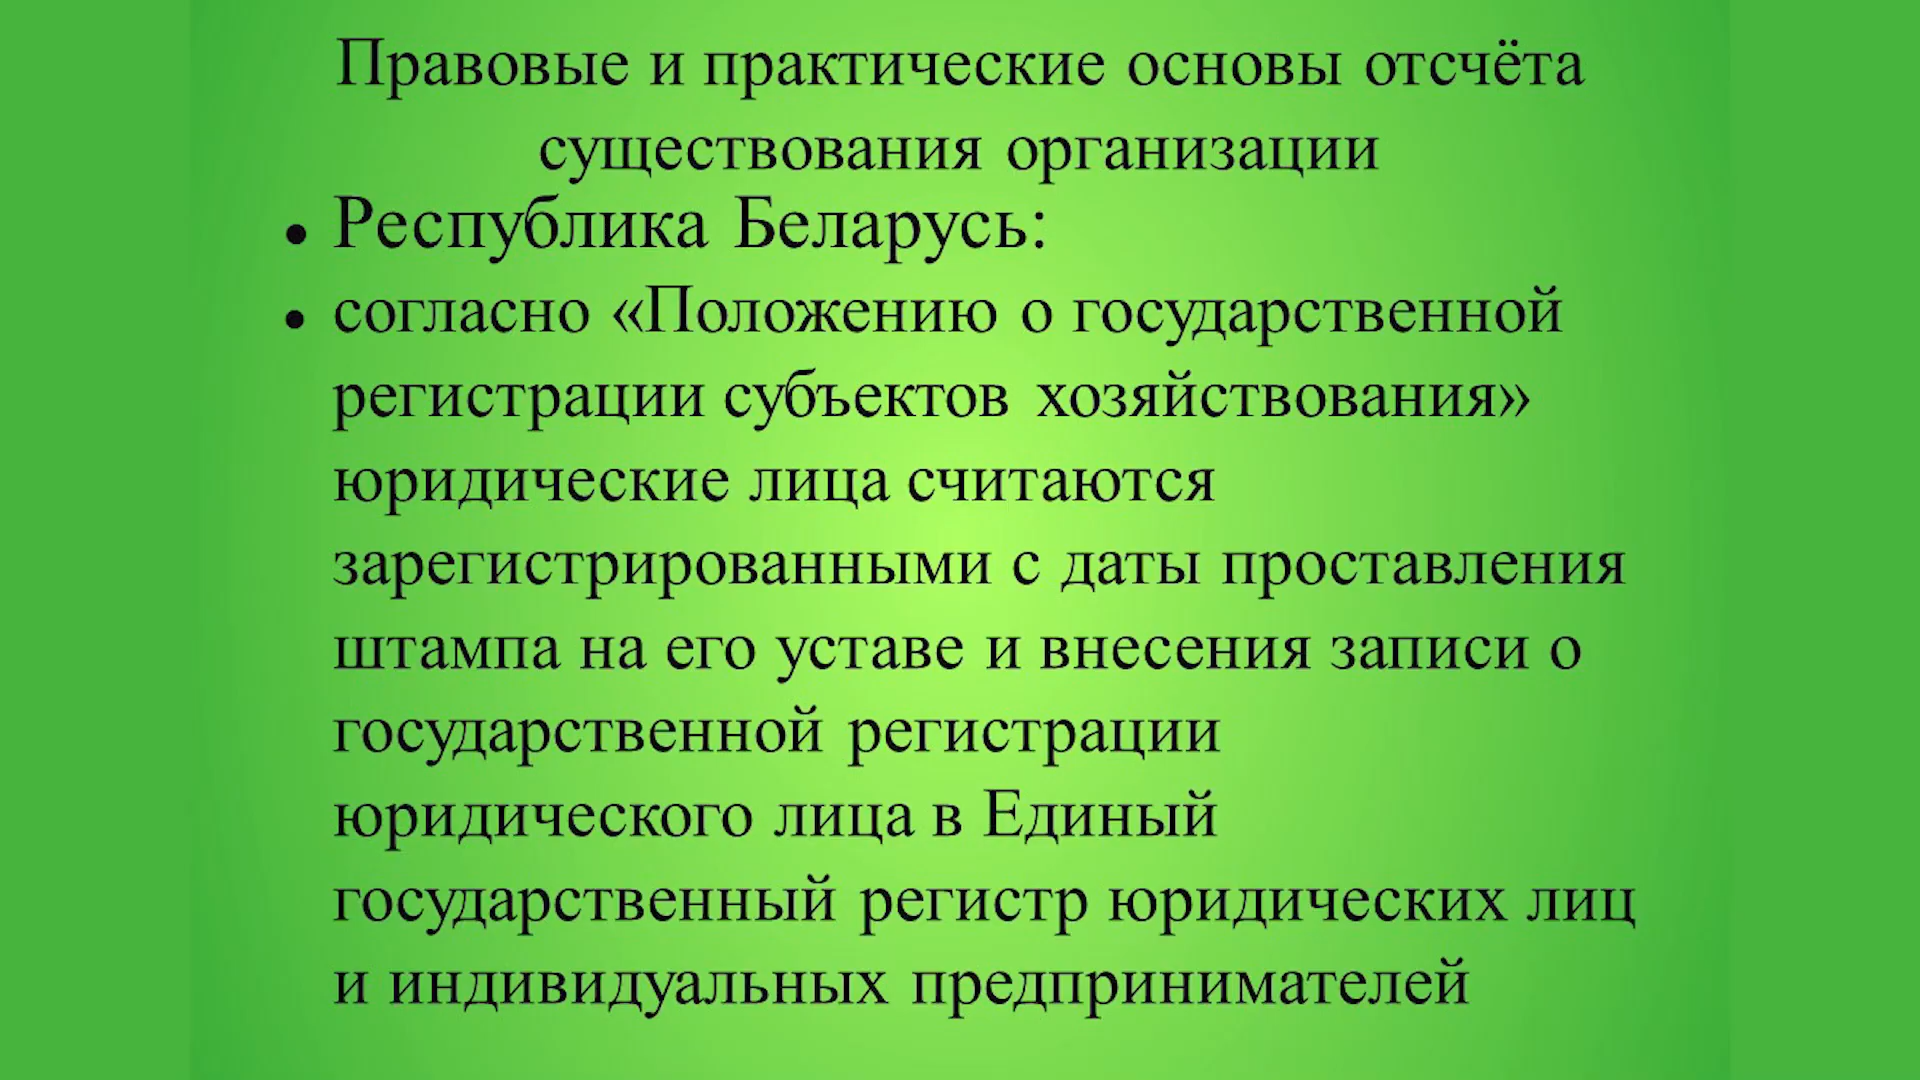 Правовые и практические основы отсчёта
существования организации
• Республика Беларусь:
• согласно «Положению о государственной
регистрации субъектов хозяйствования»
юридические лица считаются
зарегистрированными с даты проставления
штампа на его уставе и внесения записи о
государственной регистрации
юридического лица в Единый
государственный регистр юридических лиц
и индивидуальных предпринимателей